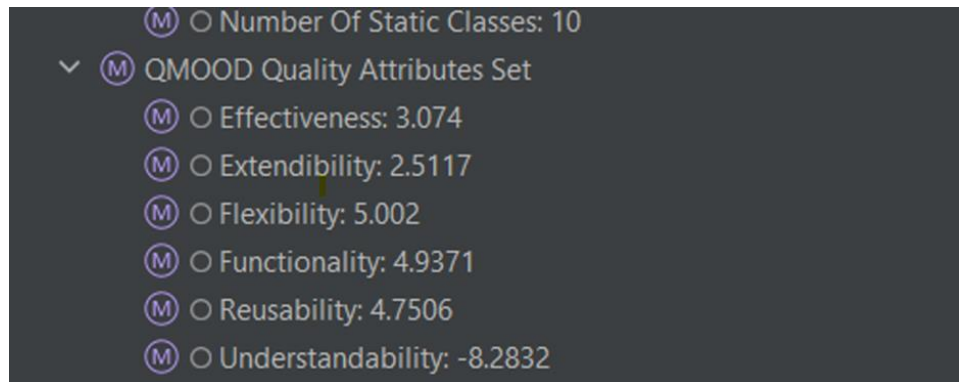 M Number Of Static Classes: 10
M QMOOD Quality Attributes Set
M Effectiveness: 3.074
M Extendibility: 2.5117
M Flexibility: 5.002
M Functionality: 4.9371
M Reusability: 4.7506
M Understandability: -8.2832